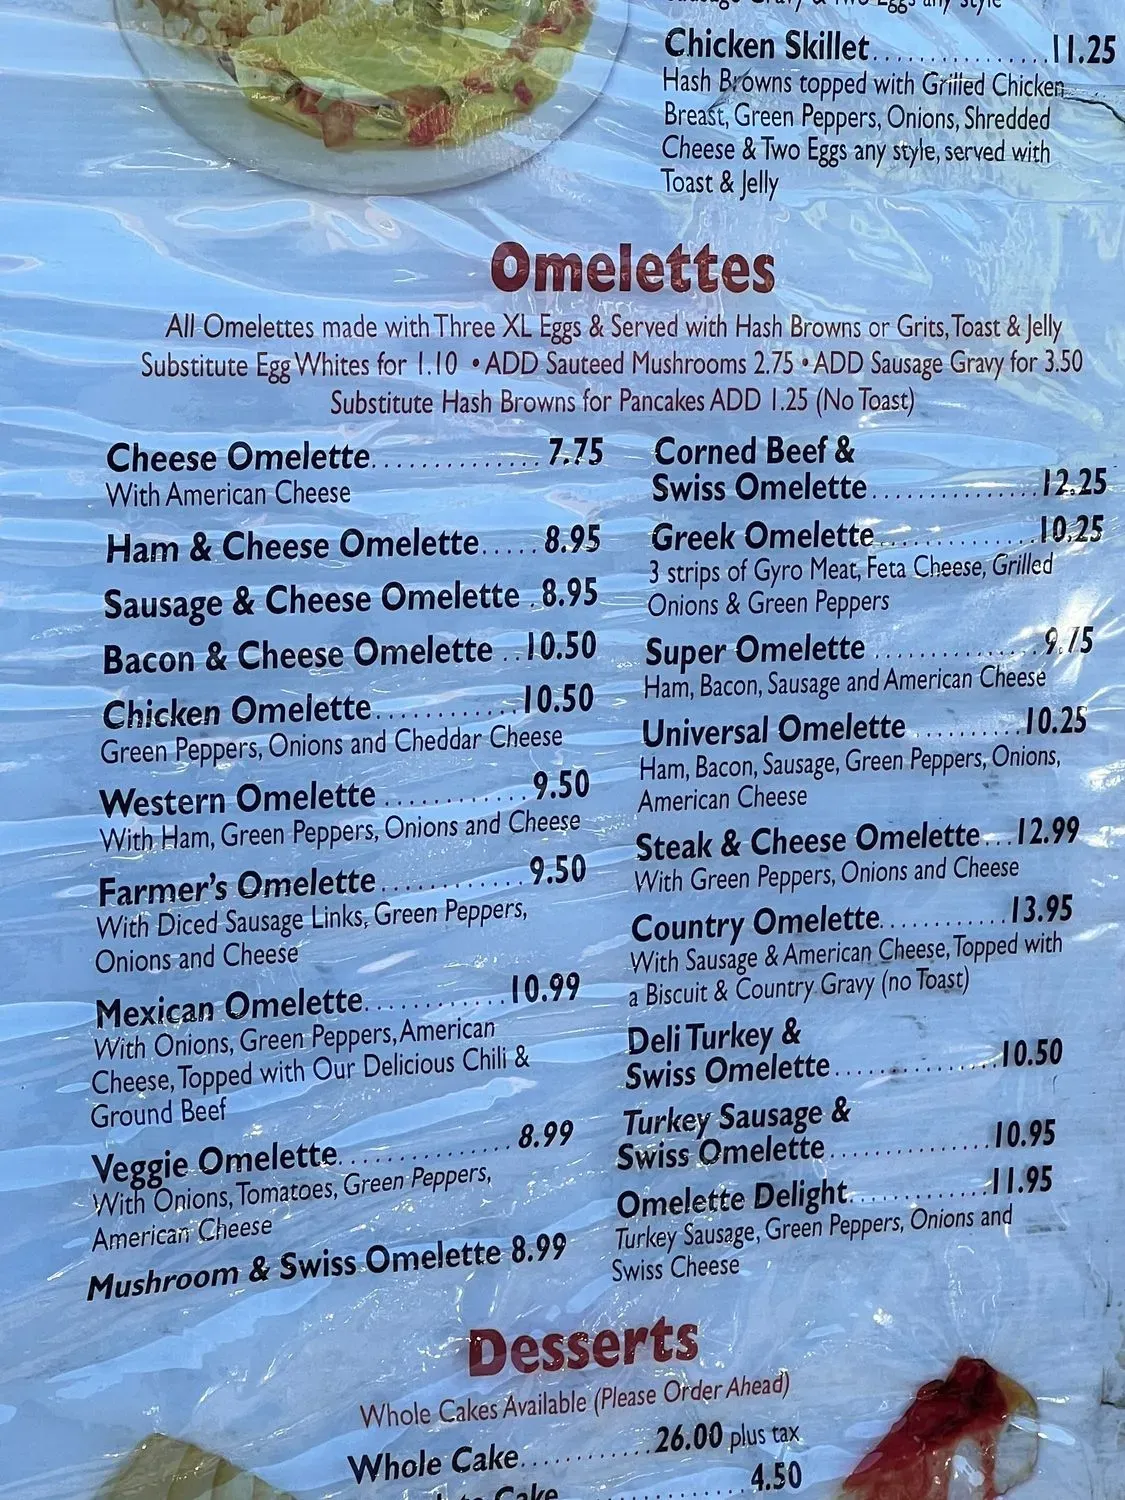 Sausage Gravy & Two Eggs any style
Chicken Skillet................11.25
Hash Browns topped with Grilled Chicken
Breast, Green Peppers, Onions, Shredded
Cheese & Two Eggs any style, served with
Toast & Jelly
Omelettes
All Omelettes made with Three XL Eggs & Served with Hash Browns or Grits, Toast & Jelly
Substitute Egg Whites for 1.10 • ADD Sauteed Mushrooms 2.75 • ADD Sausage Gravy for 3.50
Substitute Hash Browns for Pancakes ADD 1.25 (No Toast)
Cheese Omelette..............7.75
With American Cheese
Ham & Cheese Omelette.....8.95
Sausage & Cheese Omelette .8.95
Bacon & Cheese Omelette ..10.50
Chicken Omelette............10.50
Green Peppers, Onions and Cheddar Cheese
Western Omelette ............9.50
With Ham, Green Peppers, Onions and Cheese
Farmer's Omelette ............9.50
With Diced Sausage Links, Green Peppers,
Onions and Cheese
Mexican Omelette............10.99
With Onions, Green Peppers, American
Cheese, Topped with Our Delicious Chili &
Ground Beef
Veggie Omelette..............8.99
With Onions, Tomatoes, Green Peppers,
American Cheese
Mushroom & Swiss Omelette 8.99
Corned Beef &
Swiss Omelette...............12.25
Greek Omelette..............10.25
3 strips of Gyro Meat, Feta Cheese, Grilled
Onions & Green Peppers
Super Omelette ..............9.75
Ham, Bacon, Sausage and American Cheese
Universal Omelette ..........10.25
Ham, Bacon, Sausage, Green Peppers, Onions,
American Cheese
Steak & Cheese Omelette...12.99
With Green Peppers, Onions and Cheese
Country Omelette...........13.95
With Sausage & American Cheese, Topped with
a Biscuit & Country Gravy (no Toast)
Deli Turkey &
Swiss Omelette..............10.50
Turkey Sausage &
Swiss Omelette..............10.95
Omelette Delight............11.95
Turkey Sausage, Green Peppers, Onions and
Swiss Cheese
Desserts
Whole Cakes Available (Please Order Ahead)
Whole Cake..........26.00 plus tax
Cake..............4.50